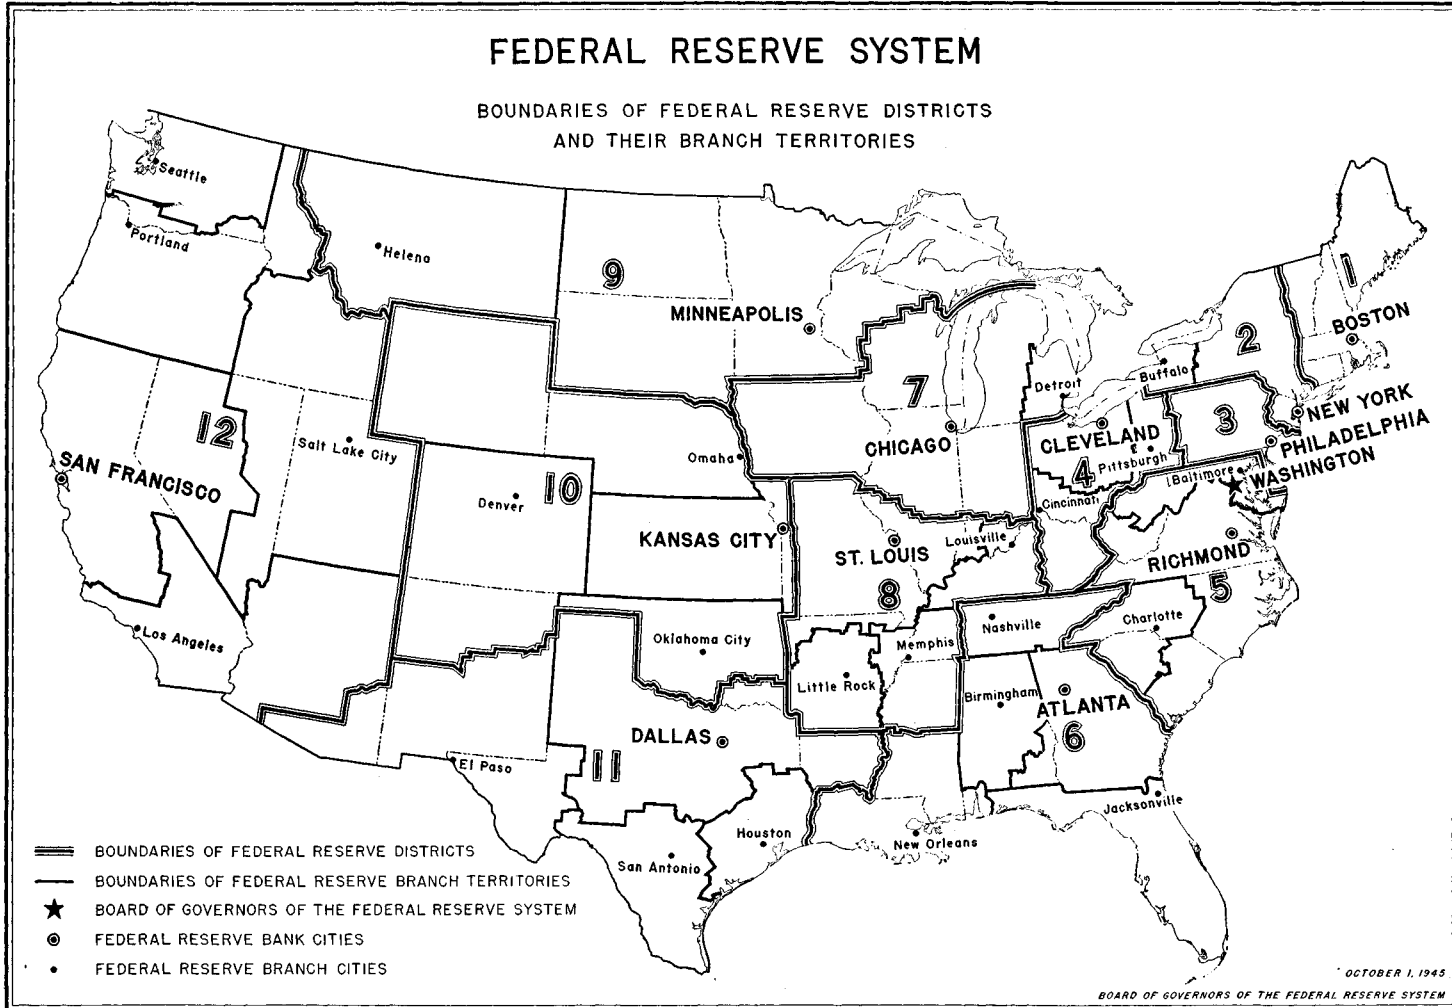 FEDERAL RESERVE SYSTEM
BOUNDARIES OF FEDERAL RESERVE DISTRICTS
AND THEIR BRANCH TERRITORIES
Seattle
Portland
Helena
9
MINNEAPOLIS
1
BOSTON
2
Buffalo
Detroit
7
CHICAGO
3
NEW YORK
PHILADELPHIA
WASHINGTON
CLEVELAND
4
Pittsburgh
Baltimore
Cincinnati
12
Salt Lake City
SAN FRANCISCO
Omaha
10
Denver
KANSAS CITY
ST. LOUIS
8
Louisville
RICHMOND
5
Los Angeles
Oklahoma City
Memphis
Nashville
Charlotte
Little Rock
Birmingham
ATLANTA
6
DALLAS
11
El Paso
Houston
San Antonio
New Orleans
Jacksonville
BOUNDARIES OF FEDERAL RESERVE DISTRICTS
BOUNDARIES OF FEDERAL RESERVE BRANCH TERRITORIES
BOARD OF GOVERNORS OF THE FEDERAL RESERVE SYSTEM
FEDERAL RESERVE BANK CITIES
FEDERAL RESERVE BRANCH CITIES
OCTOBER 1, 1945
BOARD OF GOVERNORS OF THE FEDERAL RESERVE SYSTEM